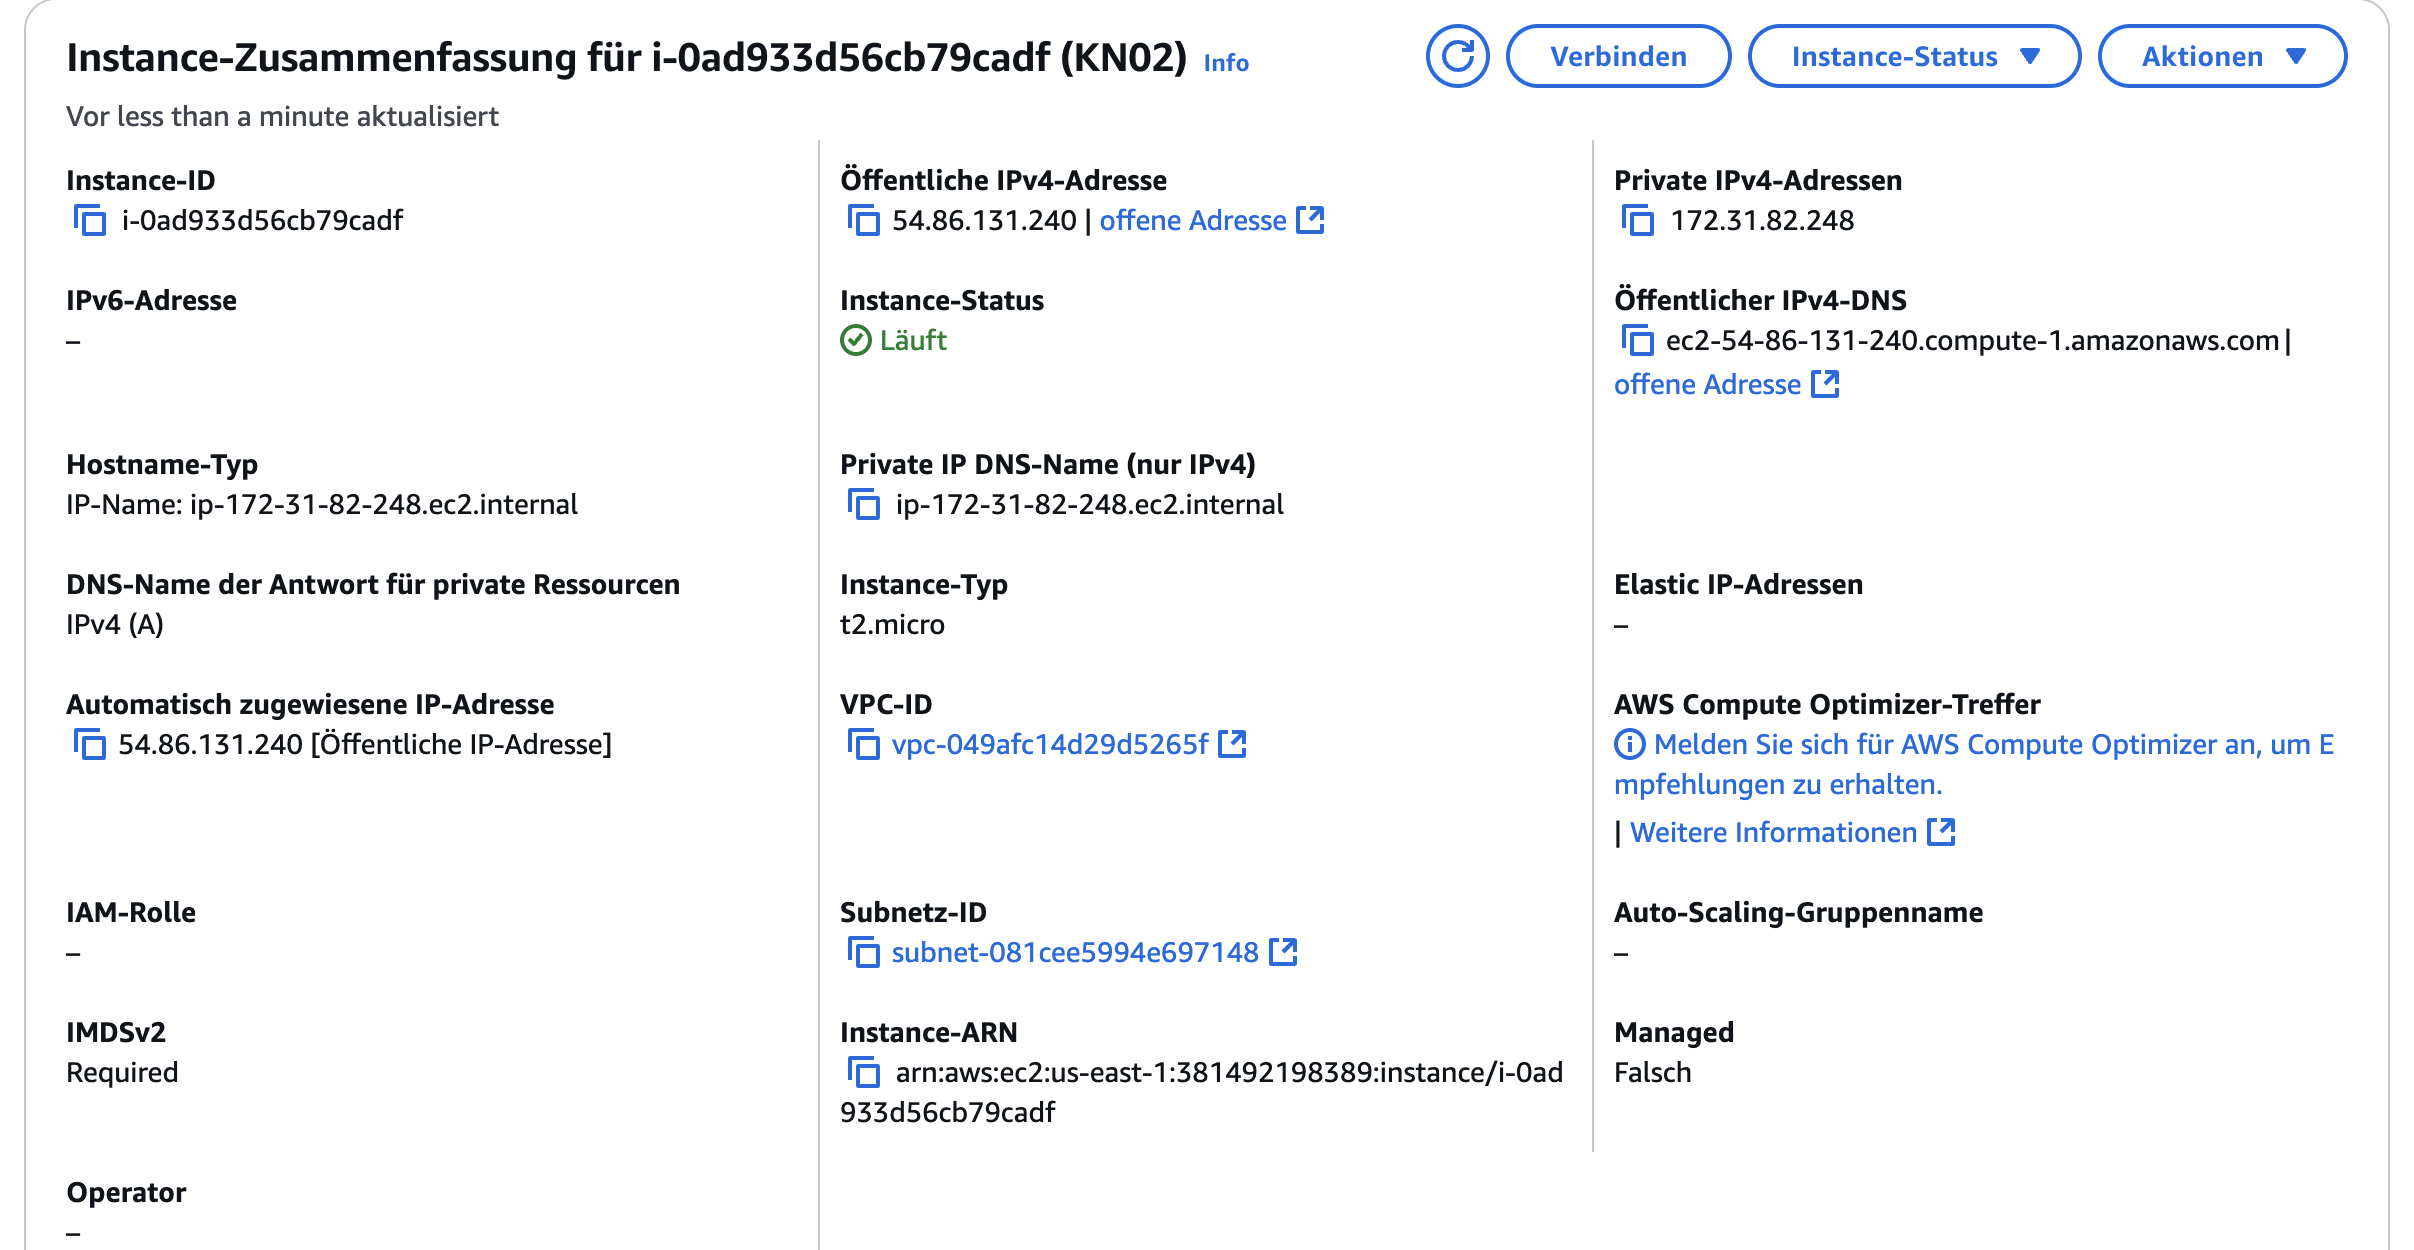 Instance-Zusammenfassung für i-0ad933d56cb79cadf (KN02) Info
Verbinden
Instance-Status
Aktionen
Vor less than a minute aktualisiert
Instance-ID
i-0ad933d56cb79cadf
Öffentliche IPv4-Adresse
54.86.131.240 | offene Adresse
Private IPv4-Adressen
172.31.82.248
IPv6-Adresse
–
Instance-Status
Läuft
Öffentlicher IPv4-DNS
ec2-54-86-131-240.compute-1.amazonaws.com |
offene Adresse
Hostname-Typ
IP-Name: ip-172-31-82-248.ec2.internal
Private IP DNS-Name (nur IPv4)
ip-172-31-82-248.ec2.internal
DNS-Name der Antwort für private Ressourcen
IPv4 (A)
Instance-Typ
t2.micro
Elastic IP-Adressen
–
Automatisch zugewiesene IP-Adresse
54.86.131.240 [Öffentliche IP-Adresse]
VPC-ID
vpc-049afc14d29d5265f
AWS Compute Optimizer-Treffer
Melden Sie sich für AWS Compute Optimizer an, um E
mpfehlungen zu erhalten.
| Weitere Informationen
IAM-Rolle
–
Subnetz-ID
subnet-081cee5994e697148
Auto-Scaling-Gruppenname
–
IMDSv2
Required
Instance-ARN
arn:aws:ec2:us-east-1:381492198389:instance/i-0ad
933d56cb79cadf
Managed
Falsch
Operator
–